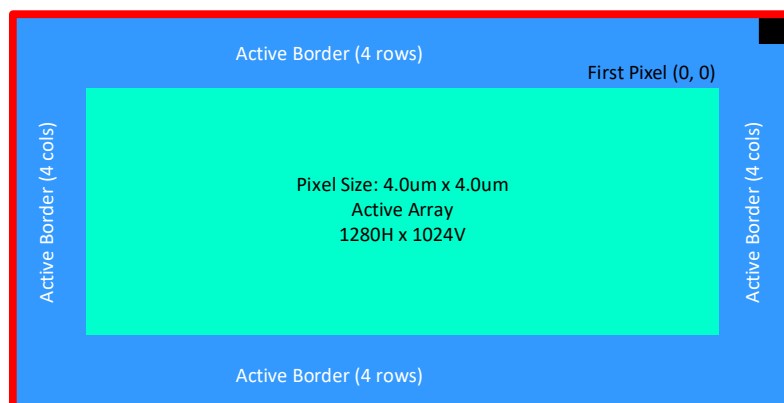 Active Border (4 rows)
First Pixel (0, 0)
Active Border (4 cols)
Pixel Size: 4.0um x 4.0um
Active Array
1280H x 1024V
Active Border (4 cols)
Active Border (4 rows)